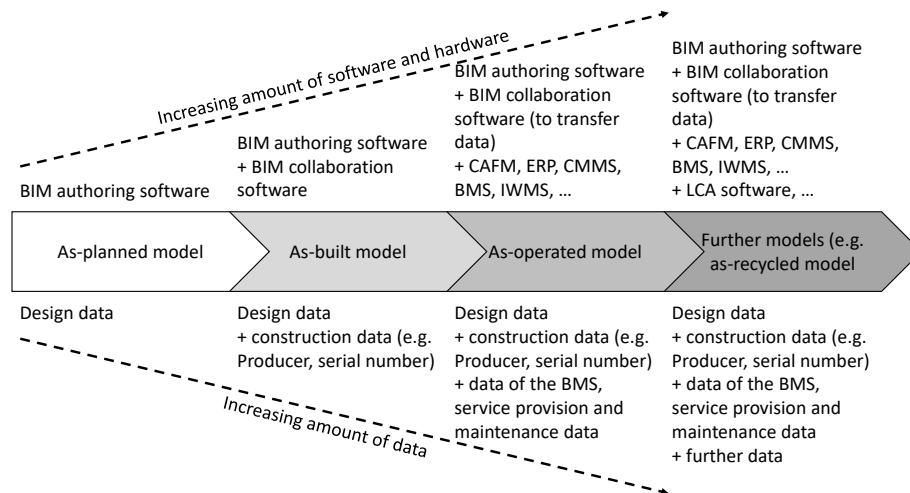 Increasing amount of software and hardware
BIM authoring software
BIM authoring software
+ BIM collaboration
software
BIM authoring software
+ BIM collaboration
software (to transfer
data)
+ CAFM, ERP, CMMS,
BMS, IWMS, ...
BIM authoring software
+ BIM collaboration
software (to transfer
data)
+ CAFM, ERP, CMMS,
BMS, IWMS, ...
+ LCA software, ...
As-planned model
As-built model
As-operated model
Further models (e.g.
as-recycled model
Design data
Design data
+ construction data (e.g.
Producer, serial number)
Design data
+ construction data (e.g.
Producer, serial number)
+ data of the BMS,
service provision and
maintenance data
Design data
+ construction data (e.g.
Producer, serial number)
+ data of the BMS,
service provision and
maintenance data
+ further data
Increasing amount of data